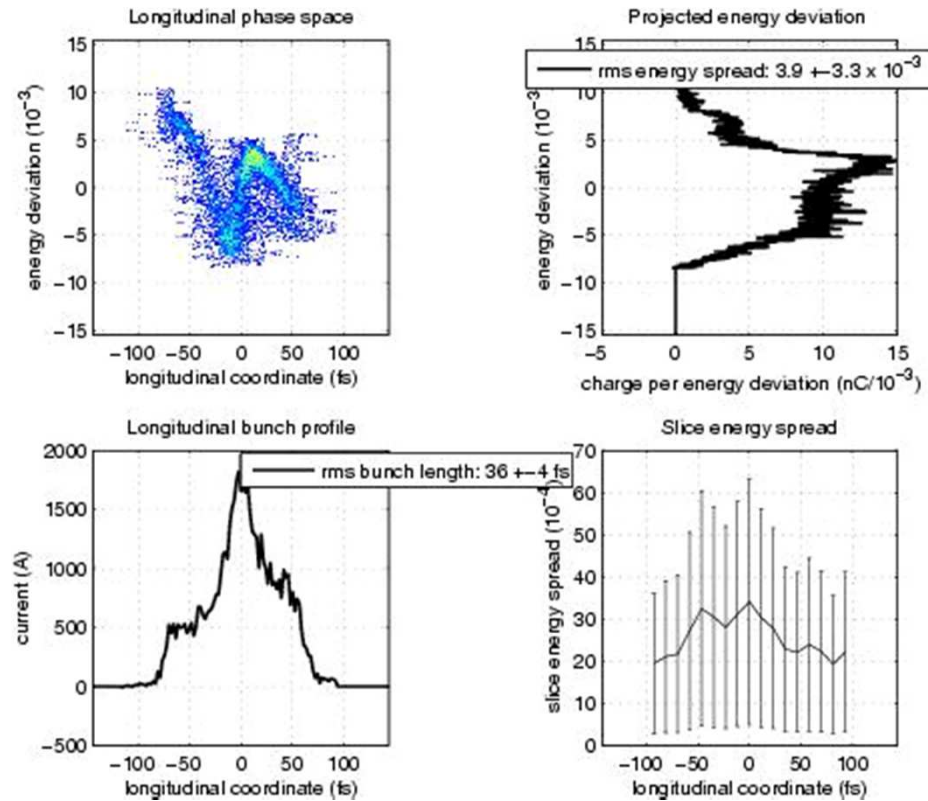 Longitudinal phase space
15
10
5
0
−5
−10
−15
energy deviation (10⁻³)
−100 −50 0 50 100
longitudinal coordinate (fs)
Projected energy deviation
rms energy spread: 3.9 +−3.3 x 10⁻³
15
10
5
0
−5
−10
−15
energy deviation (10⁻³
−5 0 5 10 15
charge per energy deviation (nC/10⁻³)
Longitudinal bunch profile
rms bunch length: 36 +−4 fs
2000
1500
1000
500
0
−500
current (A)
−100 −50 0 50 100
longitudinal coordinate (fs)
Slice energy spread
70
60
50
40
30
20
10
0
slice energy spread (10⁻⁴)
−100 −50 0 50 100
longitudinal coordinate (fs)